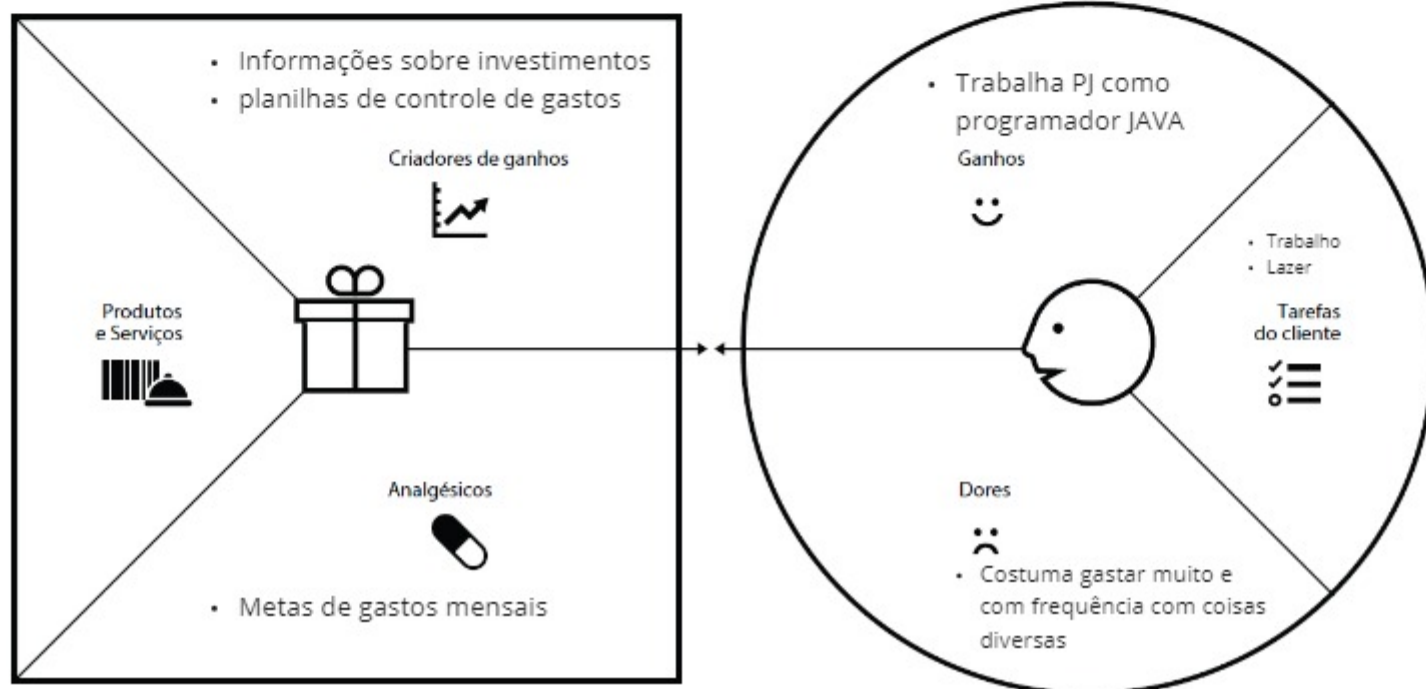 • Informações sobre investimentos
• planilhas de controle de gastos
Criadores de ganhos
Produtos
e Serviços
Analgésicos
• Metas de gastos mensais
• Trabalha PJ como
programador JAVA
Ganhos
• Trabalho
• Lazer
Tarefas
do cliente
Dores
• Costuma gastar muito e
com frequência com coisas
diversas